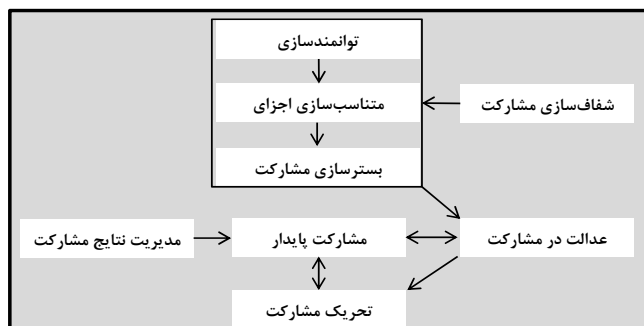 توانمندسازی
متناسب‌سازی اجزای
شفاف‌سازی مشارکت
بسترسازی مشارکت
عدالت در مشارکت
مشارکت پایدار
مدیریت نتایج مشارکت
تحریک مشارکت